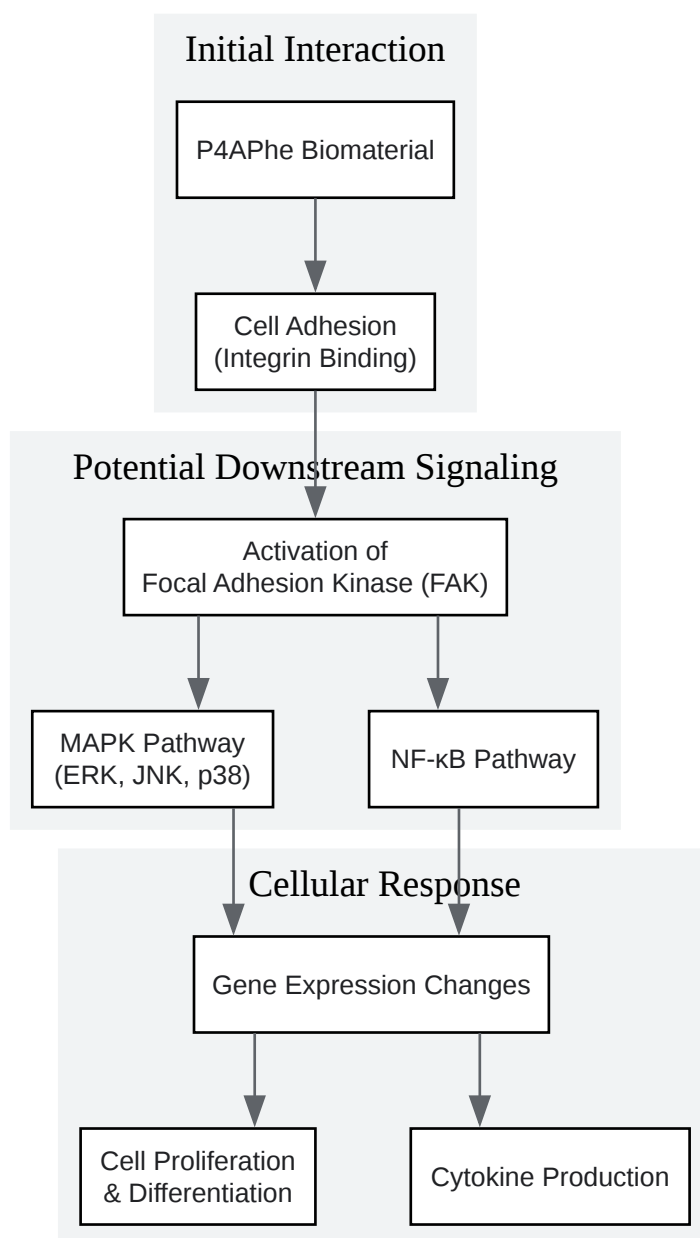 Initial Interaction
P4APhe Biomaterial
Cell Adhesion
(Integrin Binding)
Potential Downstream Signaling
Activation of
Focal Adhesion Kinase (FAK)
MAPK Pathway
(ERK, JNK, p38)
NF-κB Pathway
Cellular Response
Gene Expression Changes
Cell Proliferation
& Differentiation
Cytokine Production